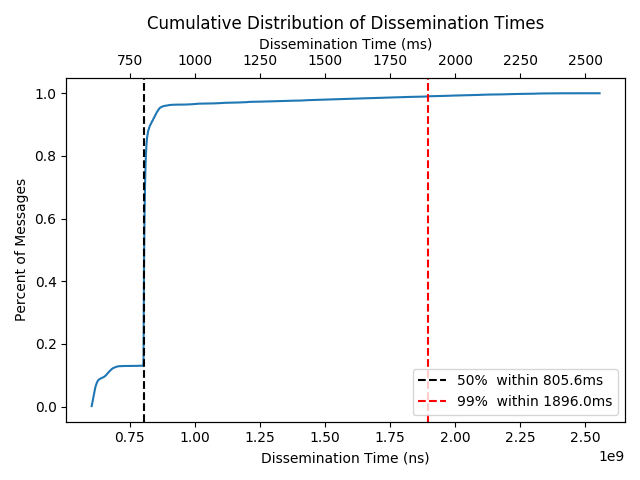 Cumulative Distribution of Dissemination Times
Dissemination Time (ms)
750 1000 1250 1500 1750 2000 2250 2500
1.0
0.8
0.6
0.4
0.2
0.0
Percent of Messages
50%  within 805.6ms
99%  within 1896.0ms
0.75 1.00 1.25 1.50 1.75 2.00 2.25 2.50
1e9
Dissemination Time (ns)